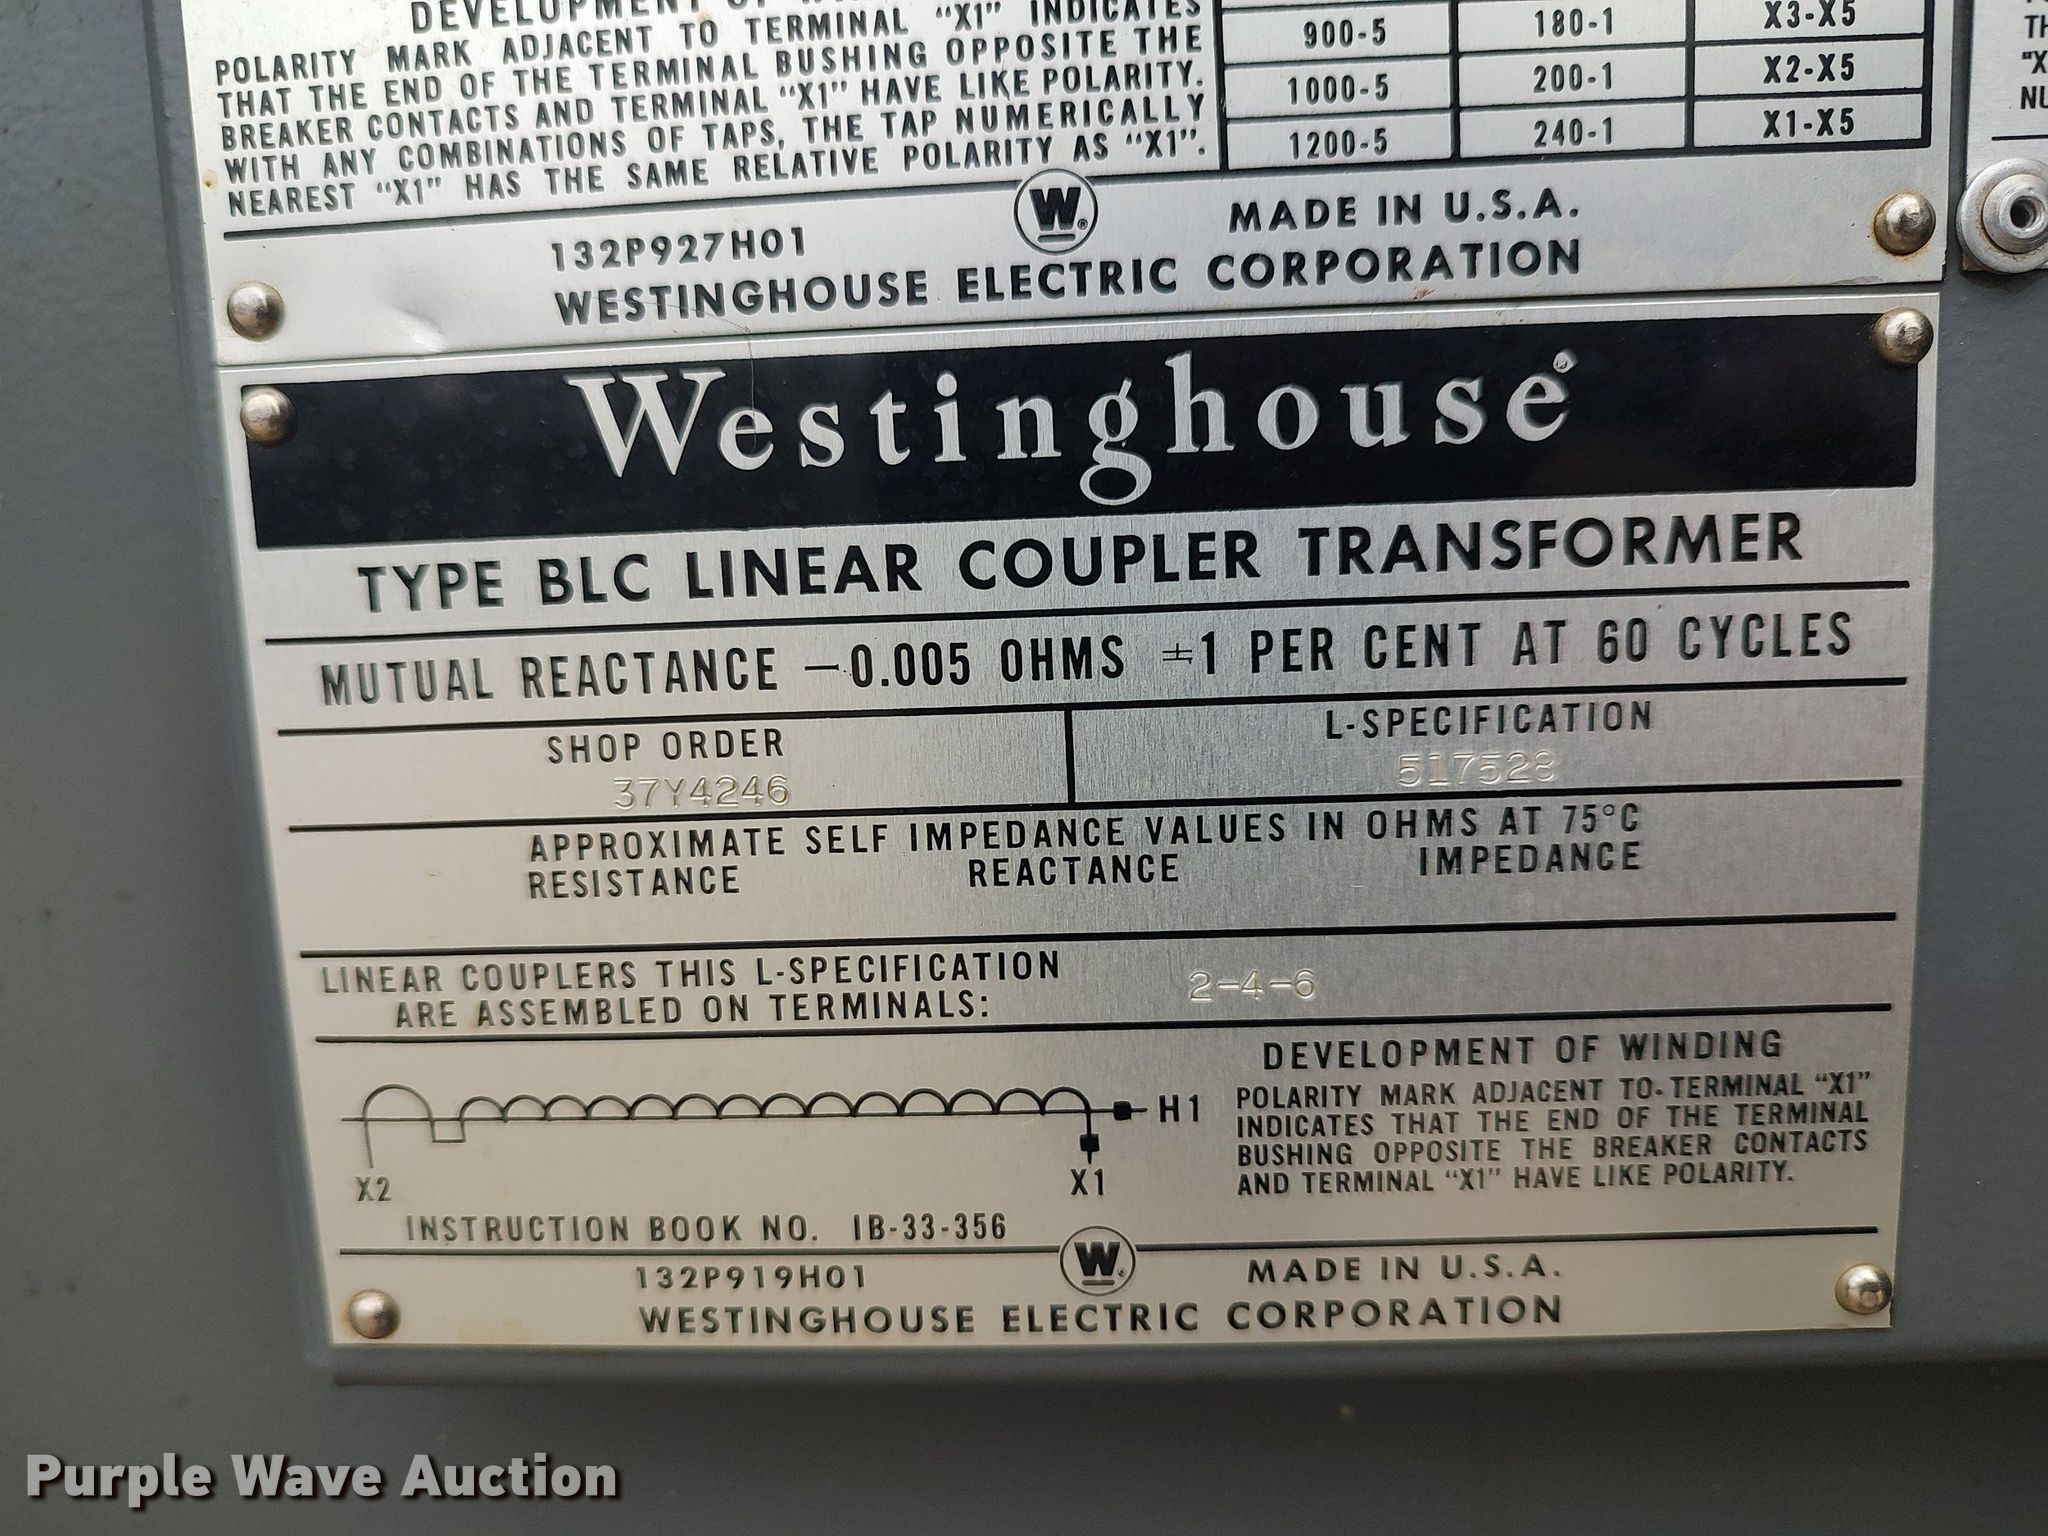 DEVELOPMENT OF
POLARITY MARK ADJACENT TO TERMINAL "X1" INDICATES
THAT THE END OF THE TERMINAL BUSHING OPPOSITE THE
BREAKER CONTACTS AND TERMINAL "X1" HAVE LIKE POLARITY.
WITH ANY COMBINATIONS OF TAPS, THE TAP NUMERICALLY
NEAREST "X1" HAS THE SAME RELATIVE POLARITY AS "X1".
900-5 180-1 X3-X5
1000-5 200-1 X2-X5
1200-5 240-1 X1-X5
132P927H01 W MADE IN U.S.A.
WESTINGHOUSE ELECTRIC CORPORATION
"X
NU
Westinghouse
TYPE BLC LINEAR COUPLER TRANSFORMER
MUTUAL REACTANCE —0.005 OHMS ±1 PER CENT AT 60 CYCLES
SHOP ORDER
37Y4246
L-SPECIFICATION
517528
APPROXIMATE SELF IMPEDANCE VALUES IN OHMS AT 75°C
RESISTANCE REACTANCE IMPEDANCE
LINEAR COUPLERS THIS L-SPECIFICATION
ARE ASSEMBLED ON TERMINALS: 2-4-6
H1
X2 X1
DEVELOPMENT OF WINDING
POLARITY MARK ADJACENT TO TERMINAL "X1"
INDICATES THAT THE END OF THE TERMINAL
BUSHING OPPOSITE THE BREAKER CONTACTS
AND TERMINAL "X1" HAVE LIKE POLARITY.
INSTRUCTION BOOK NO. IB-33-356
132P919H01 W MADE IN U.S.A.
WESTINGHOUSE ELECTRIC CORPORATION
Purple Wave Auction